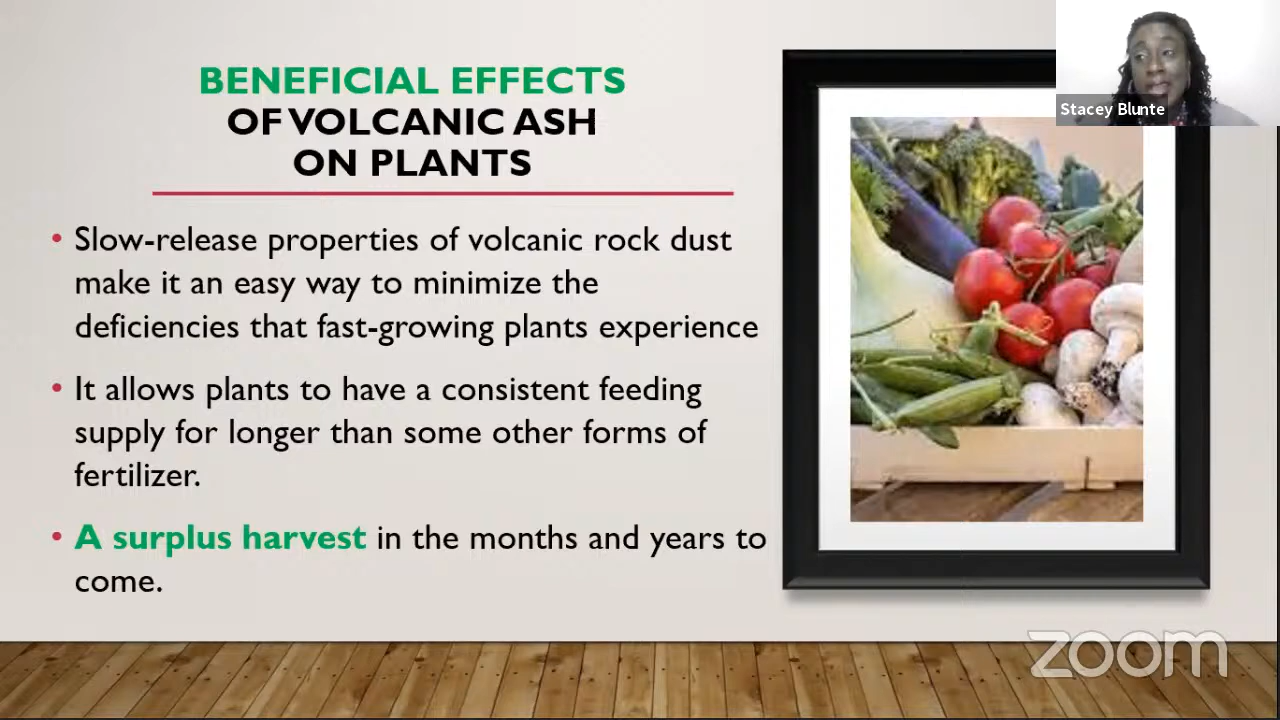 BENEFICIAL EFFECTS
OF VOLCANIC ASH
ON PLANTS
Stacey Blunte
• Slow-release properties of volcanic rock dust
make it an easy way to minimize the
deficiencies that fast-growing plants experience
• It allows plants to have a consistent feeding
supply for longer than some other forms of
fertilizer.
• A surplus harvest in the months and years to
come.
zoom